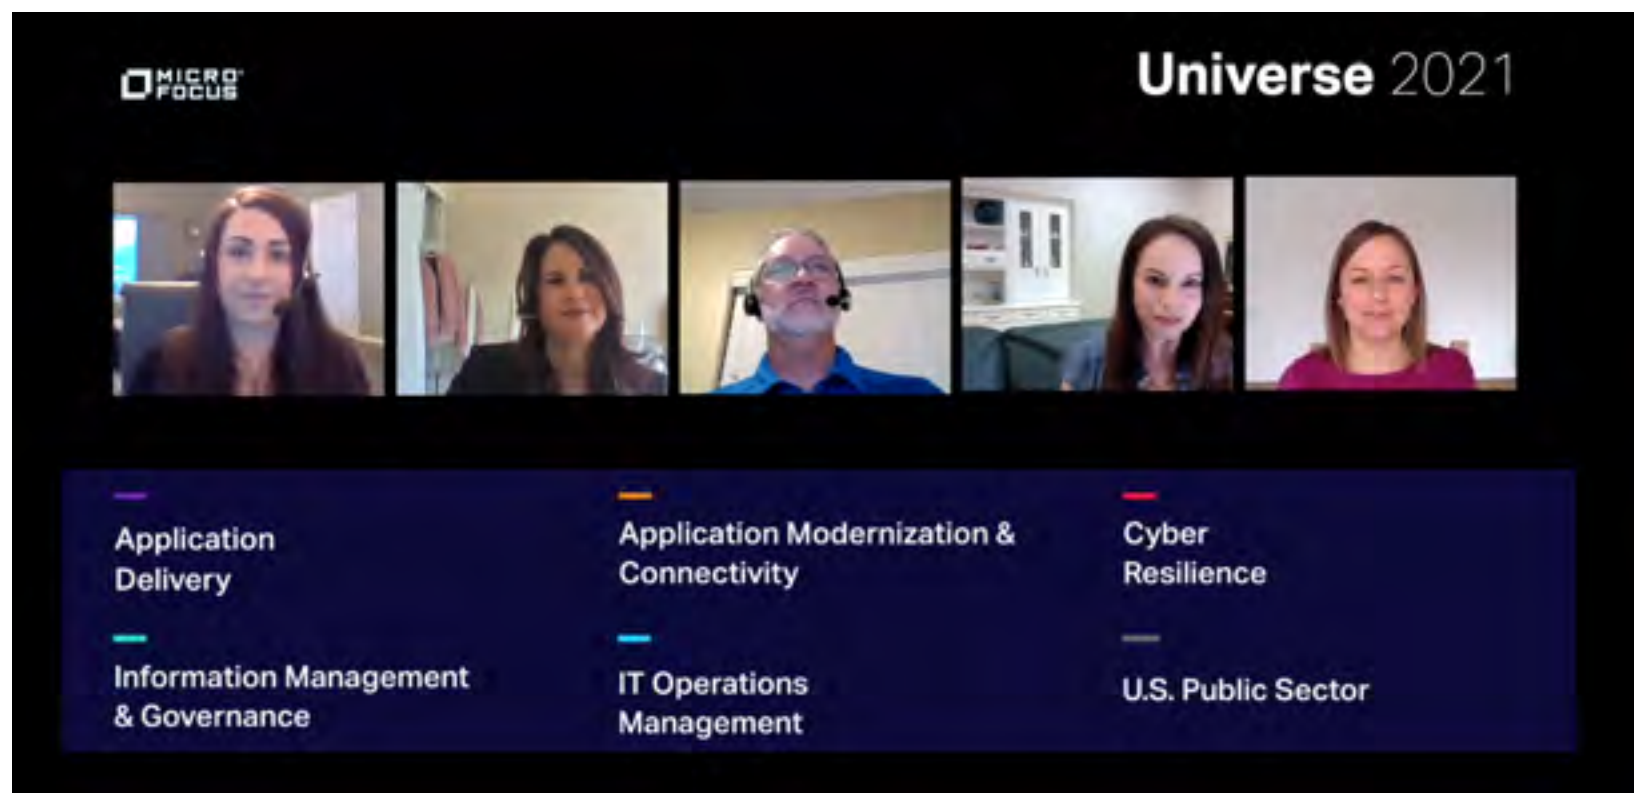 MICRO
FOCUS
Universe 2021
Application
Delivery
Application Modernization &
Connectivity
Cyber
Resilience
Information Management
& Governance
IT Operations
Management
U.S. Public Sector